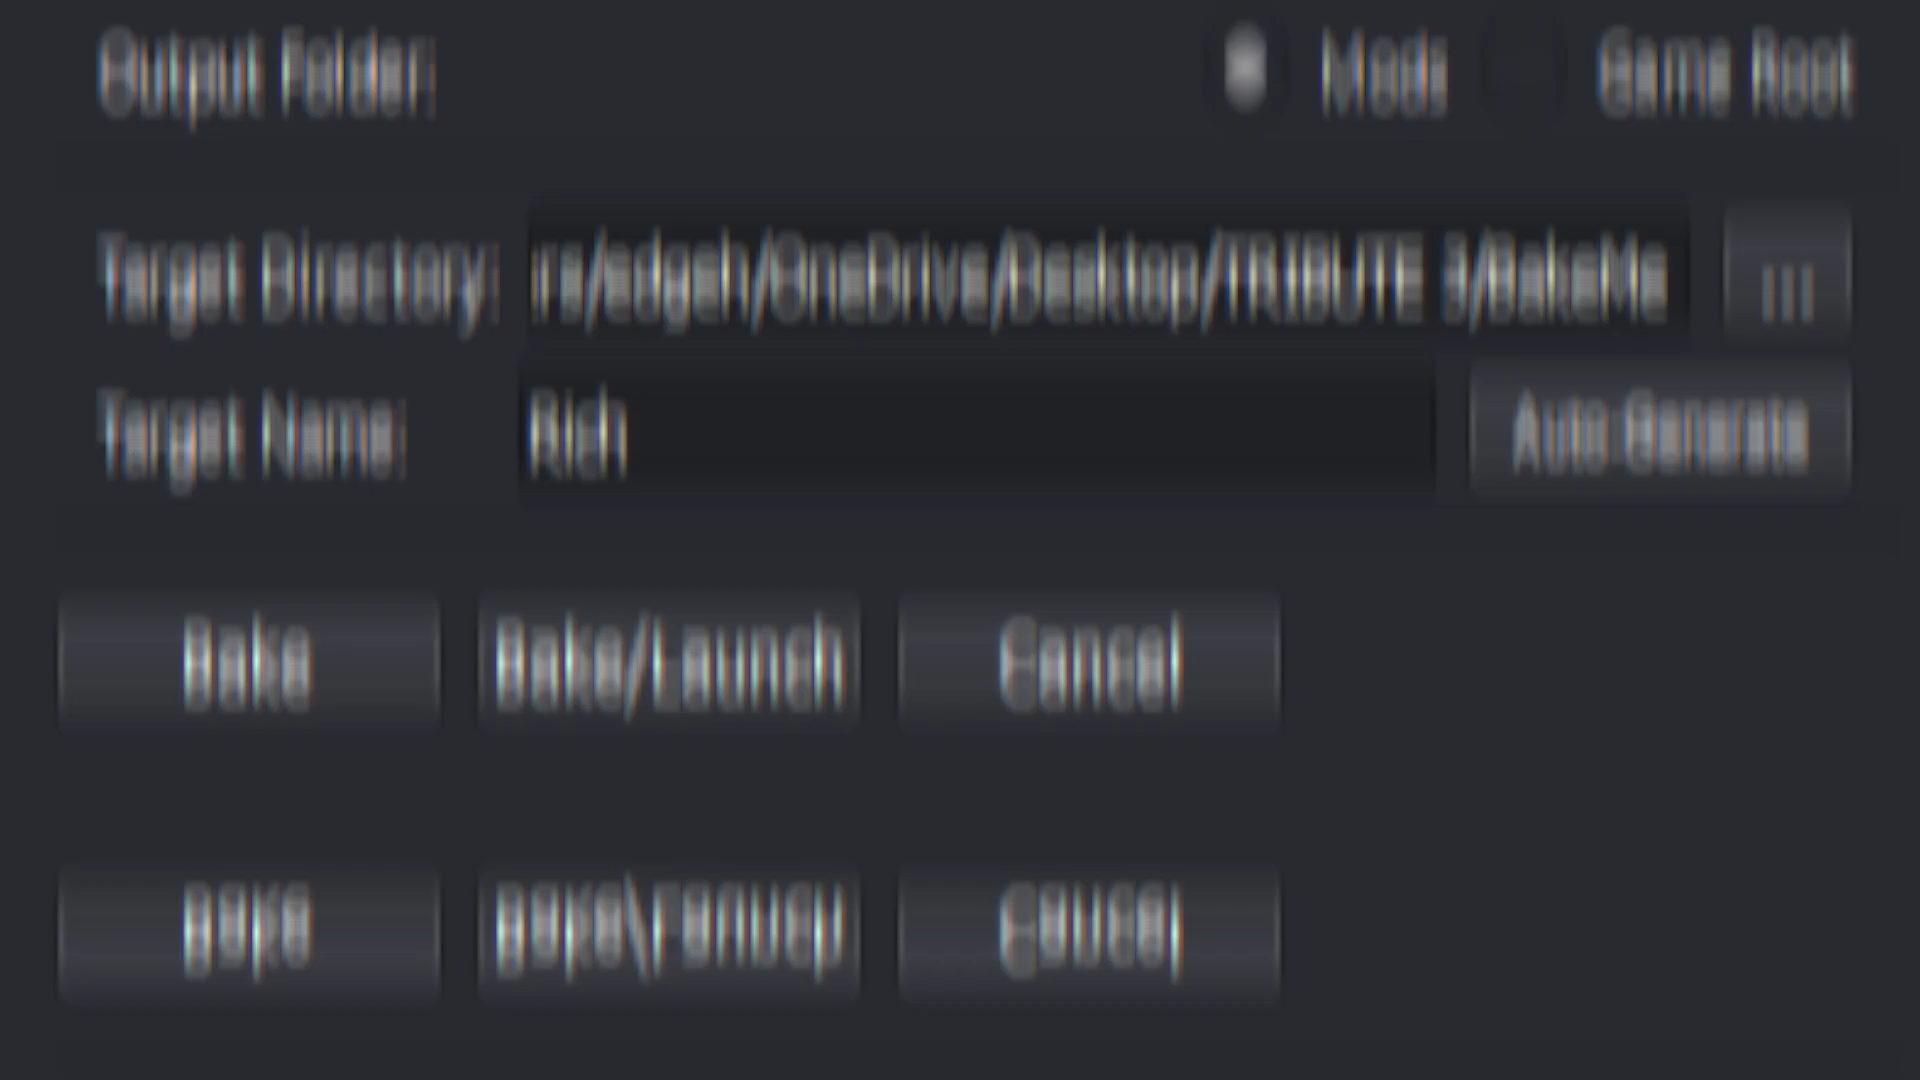 Output Folder: Mods Game Root
Target Directory: rs/edgeh/OneDrive/Desktop/TRIBUTE 3/BakeMe ...
Target Name: Rich Auto-Generate
Bake Bake/Launch Cancel